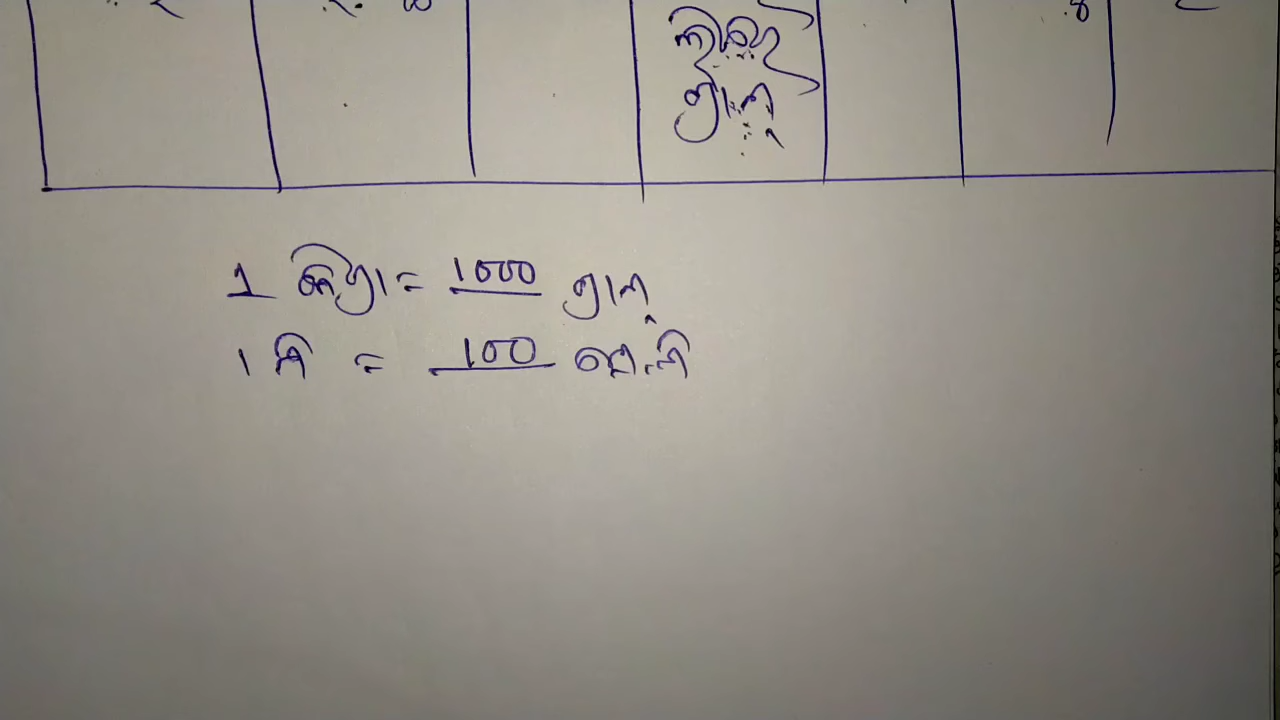 ଗ୍ରାମ୍
1 କିଗ୍ରା = 1000 ଗ୍ରାମ୍
1 ମି = 100 ସେ.ମି